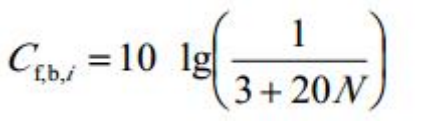 C_{f,b,i} = 10 lg(1/(3+20N))